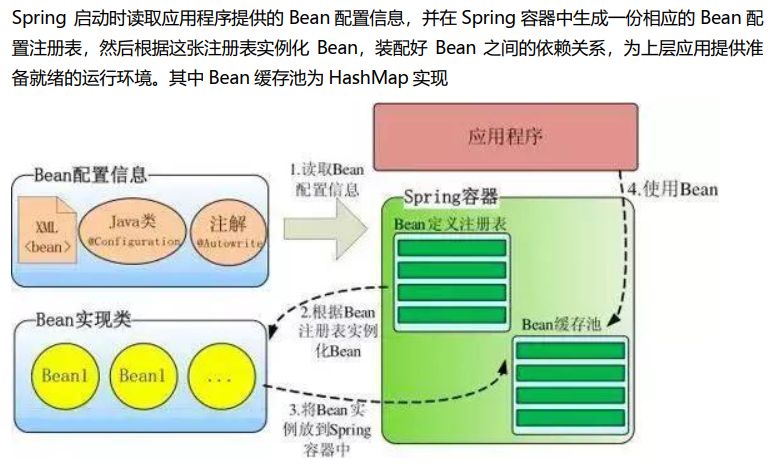 Spring 启动时读取应用程序提供的 Bean 配置信息，并在 Spring 容器中生成一份相应的 Bean 配
置注册表，然后根据这张注册表实例化 Bean，装配好 Bean 之间的依赖关系，为上层应用提供准
备就绪的运行环境。其中 Bean 缓存池为 HashMap 实现
应用程序
Bean配置信息
1.读取Bean
配置信息
XML
<bean>
Java类
@Configuration
注解
@Autowrite
Spring容器
4.使用Bean
Bean定义注册表
2.根据Bean
注册表实例
化Bean
Bean缓存池
Bean实现类
Bean1
Bean1
...
3.将Bean实
例放到Spring
容器中